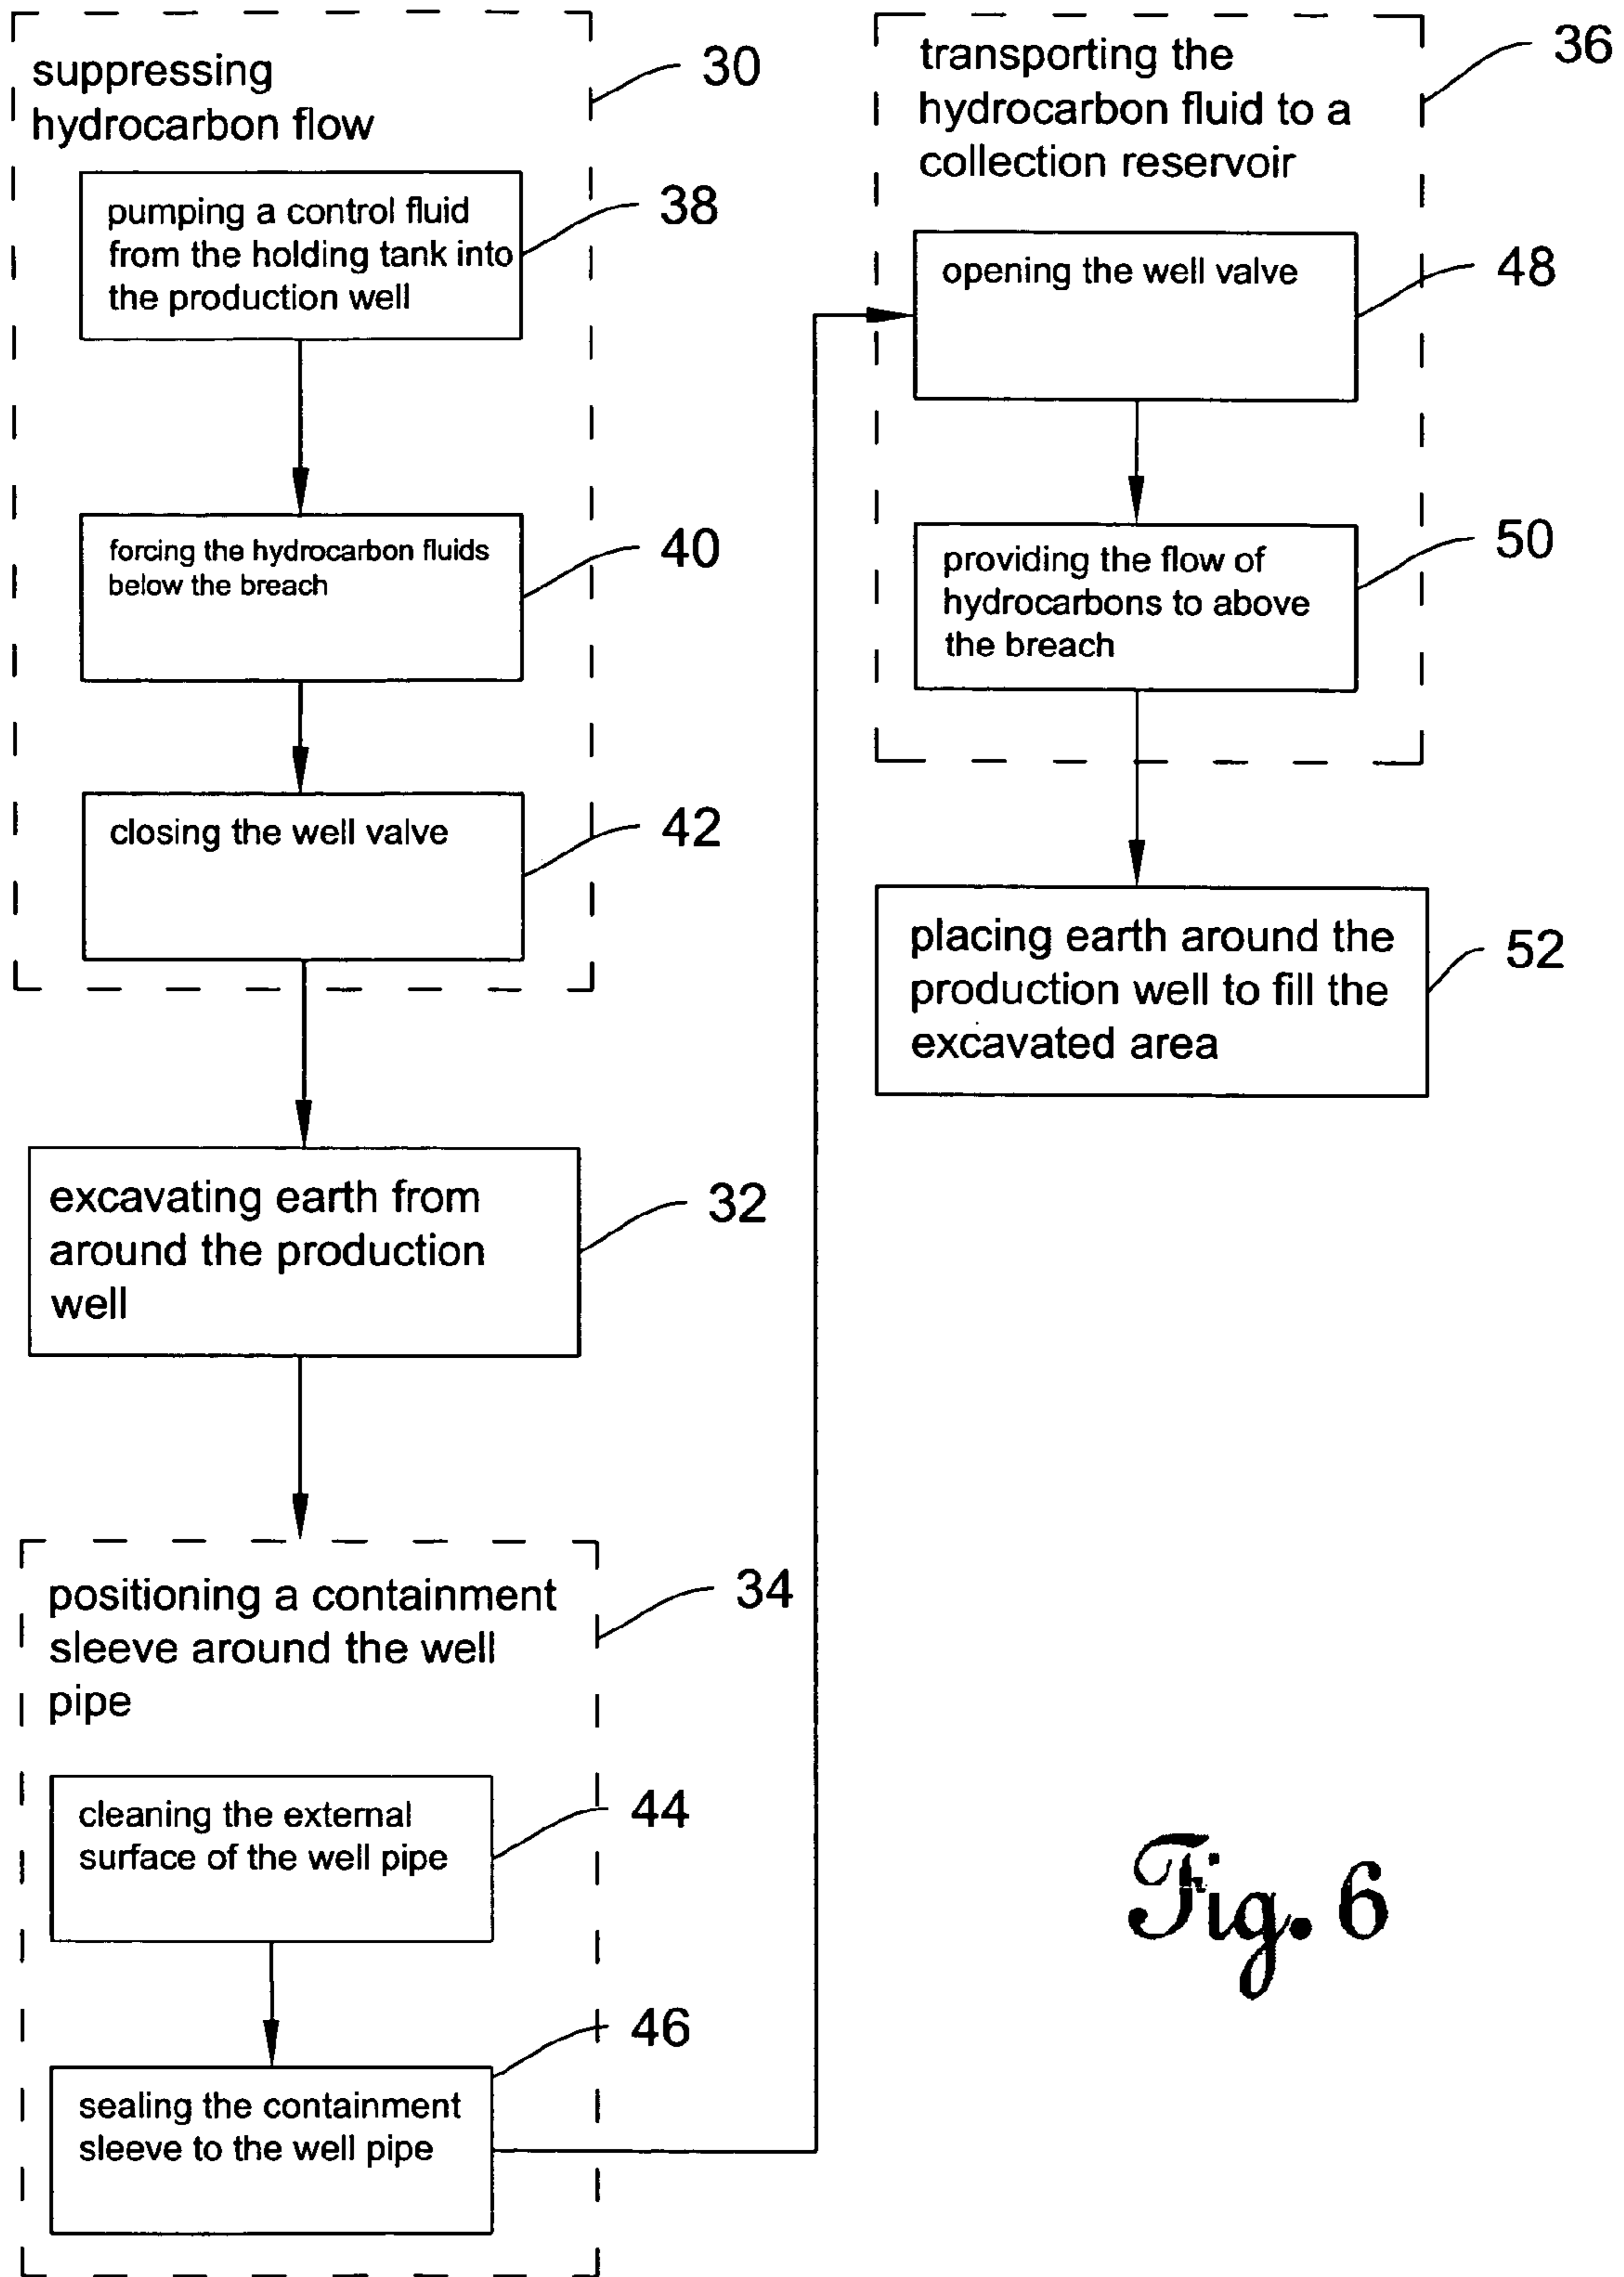 suppressing
hydrocarbon flow
30
pumping a control fluid
from the holding tank into
the production well
38
forcing the hydrocarbon fluids
below the breach
40
closing the well valve
42
excavating earth from
around the production
well
32
positioning a containment
sleeve around the well
pipe
34
cleaning the external
surface of the well pipe
44
sealing the containment
sleeve to the well pipe
46
transporting the
hydrocarbon fluid to a
collection reservoir
36
opening the well valve
48
providing the flow of
hydrocarbons to above
the breach
50
placing earth around the
production well to fill the
excavated area
52
Fig. 6